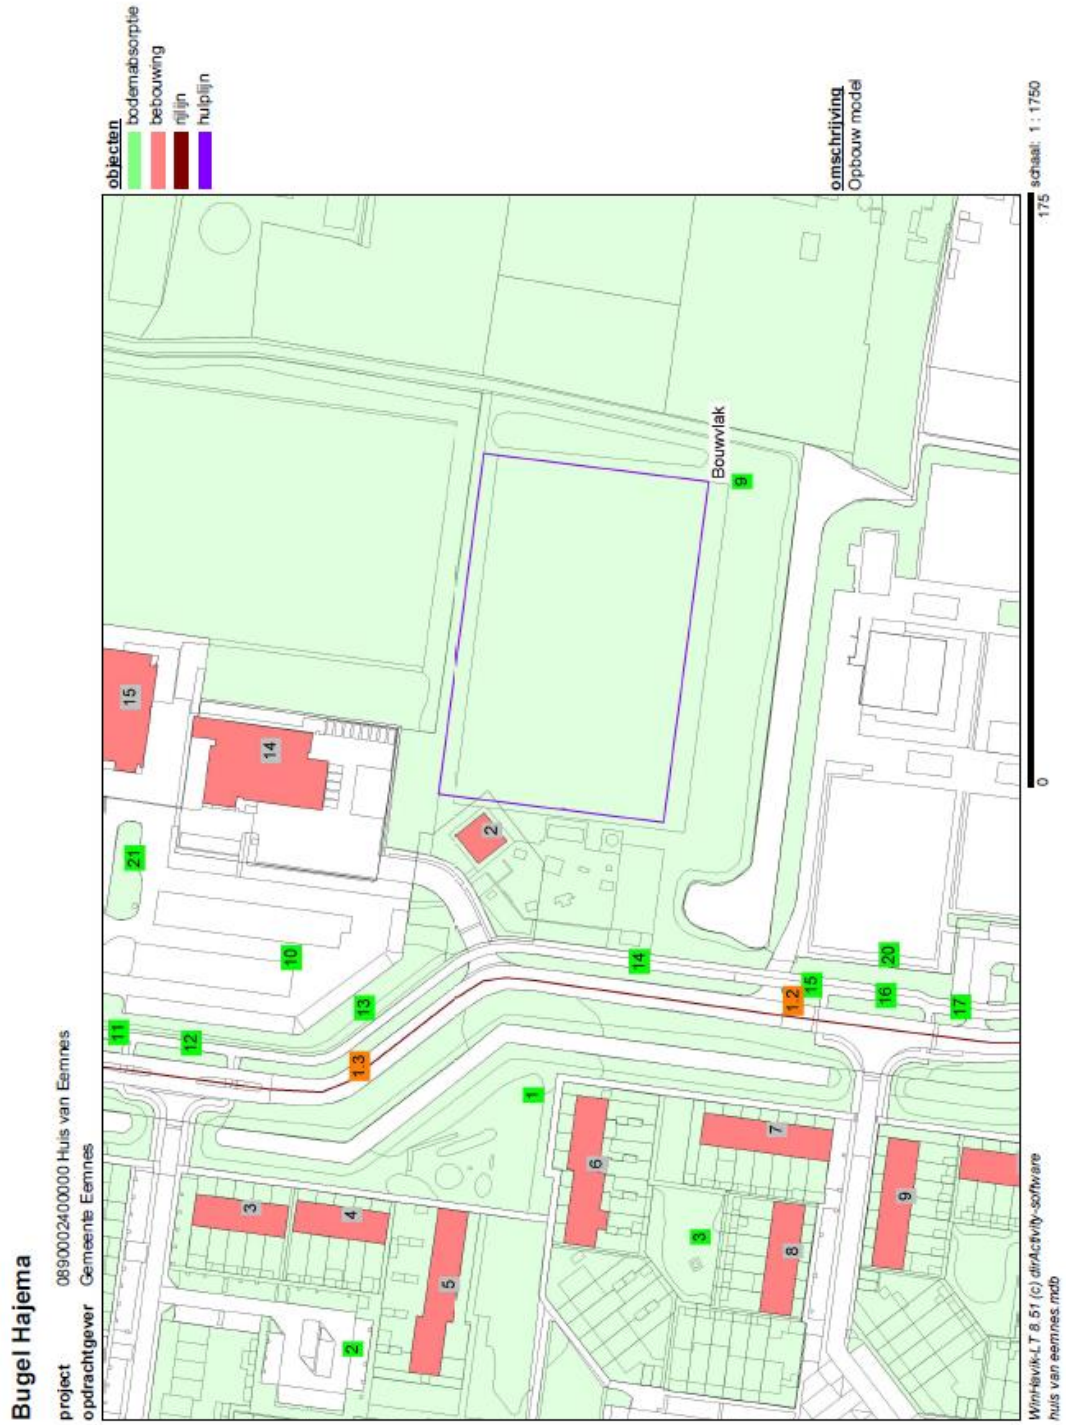 Bugel Hajema
project 089000240000 Huis van Eemnes
opdrachtgever Gemeente Eemnes
objecten
bodemabsorptie
bebouwing
rijlijn
hulplijn
omschrijving
Opbouw model
11
21
15
12
10
14
13
1.3
2
3
4
1
14
Bouwvlak
9
5
6
1.2
15
7
16
20
3
8
17
9
2
0
175
schaal: 1 : 1750
WinHavik-LT 8.51 (c) dirActivity-software
huis van eemnes.mdb